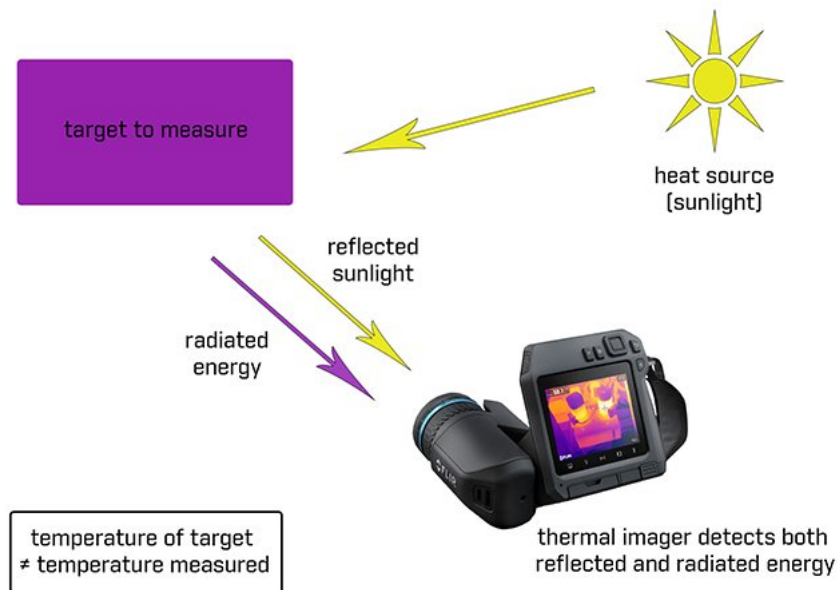 target to measure
heat source
(sunlight)
reflected
sunlight
radiated
energy
FLIR
temperature of target
≠ temperature measured
thermal imager detects both
reflected and radiated energy